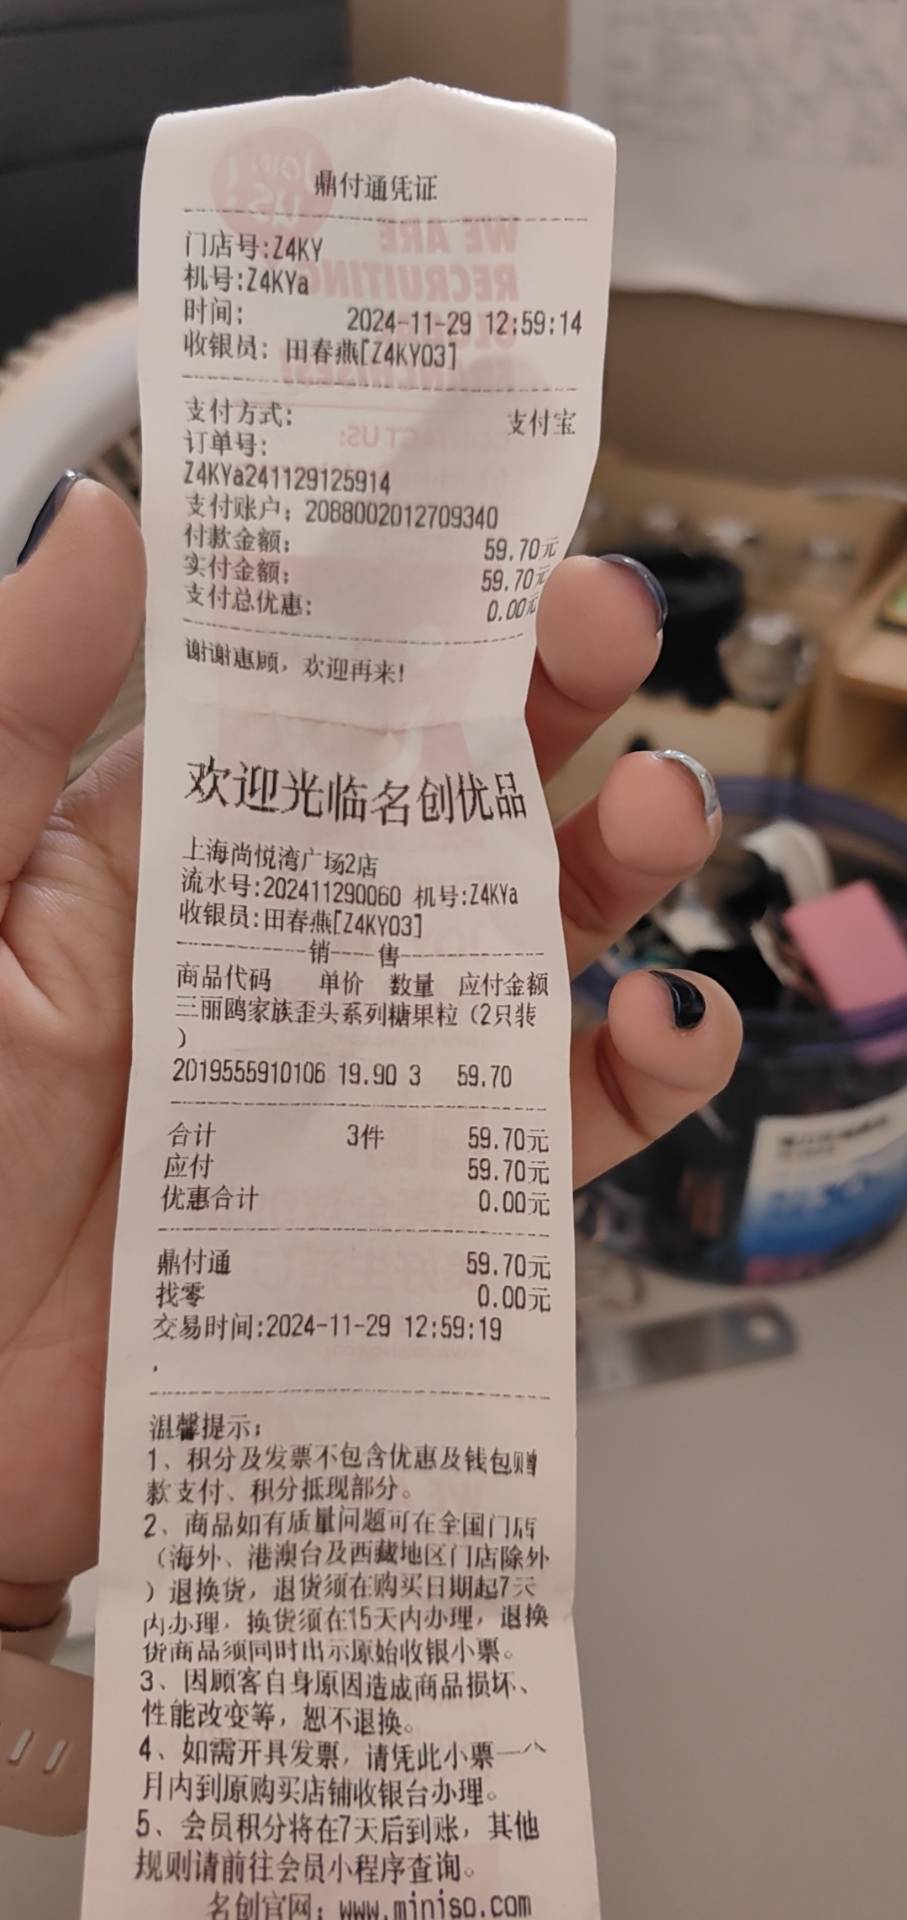 鼎付通凭证
门店号:Z4KY
机号:Z4KYa
时间: 2024-11-29 12:59:14
收银员: 田春燕[Z4KY03]
支付方式: 支付宝
订单号:
Z4KYa241129125914
支付账户: 2088002012709340
付款金额: 59.70元
实付金额: 59.70元
支付总优惠: 0.00元
谢谢惠顾, 欢迎再来!
欢迎光临名创优品
上海尚悦湾广场2店
流水号:202411290060 机号:Z4KYa
收银员:田春燕[Z4KY03]
销----售
商品代码 单价 数量 应付金额
三丽鸥家族歪头系列糖果粒 (2只装
)
2019555910106 19.90 3 59.70
合计 3件 59.70元
应付 59.70元
优惠合计 0.00元
鼎付通 59.70元
找零 0.00元
交易时间:2024-11-29 12:59:19
,
温馨提示:
1、积分及发票不包含优惠及钱包赠
款支付、积分抵现部分。
2、商品如有质量问题可在全国门店
(海外、港澳台及西藏地区门店除外
) 退换货, 退货须在购买日期起7天
内办理, 换货须在15天内办理, 退换
货商品须同时出示原始收银小票。
3、因顾客自身原因造成商品损坏、
性能改变等, 恕不退换。
4、如需开具发票, 请凭此小票一个
月内到原购买店铺收银台办理。
5、会员积分将在7天后到账, 其他
规则请前往会员小程序查询。
名创官网: www.miniso.com